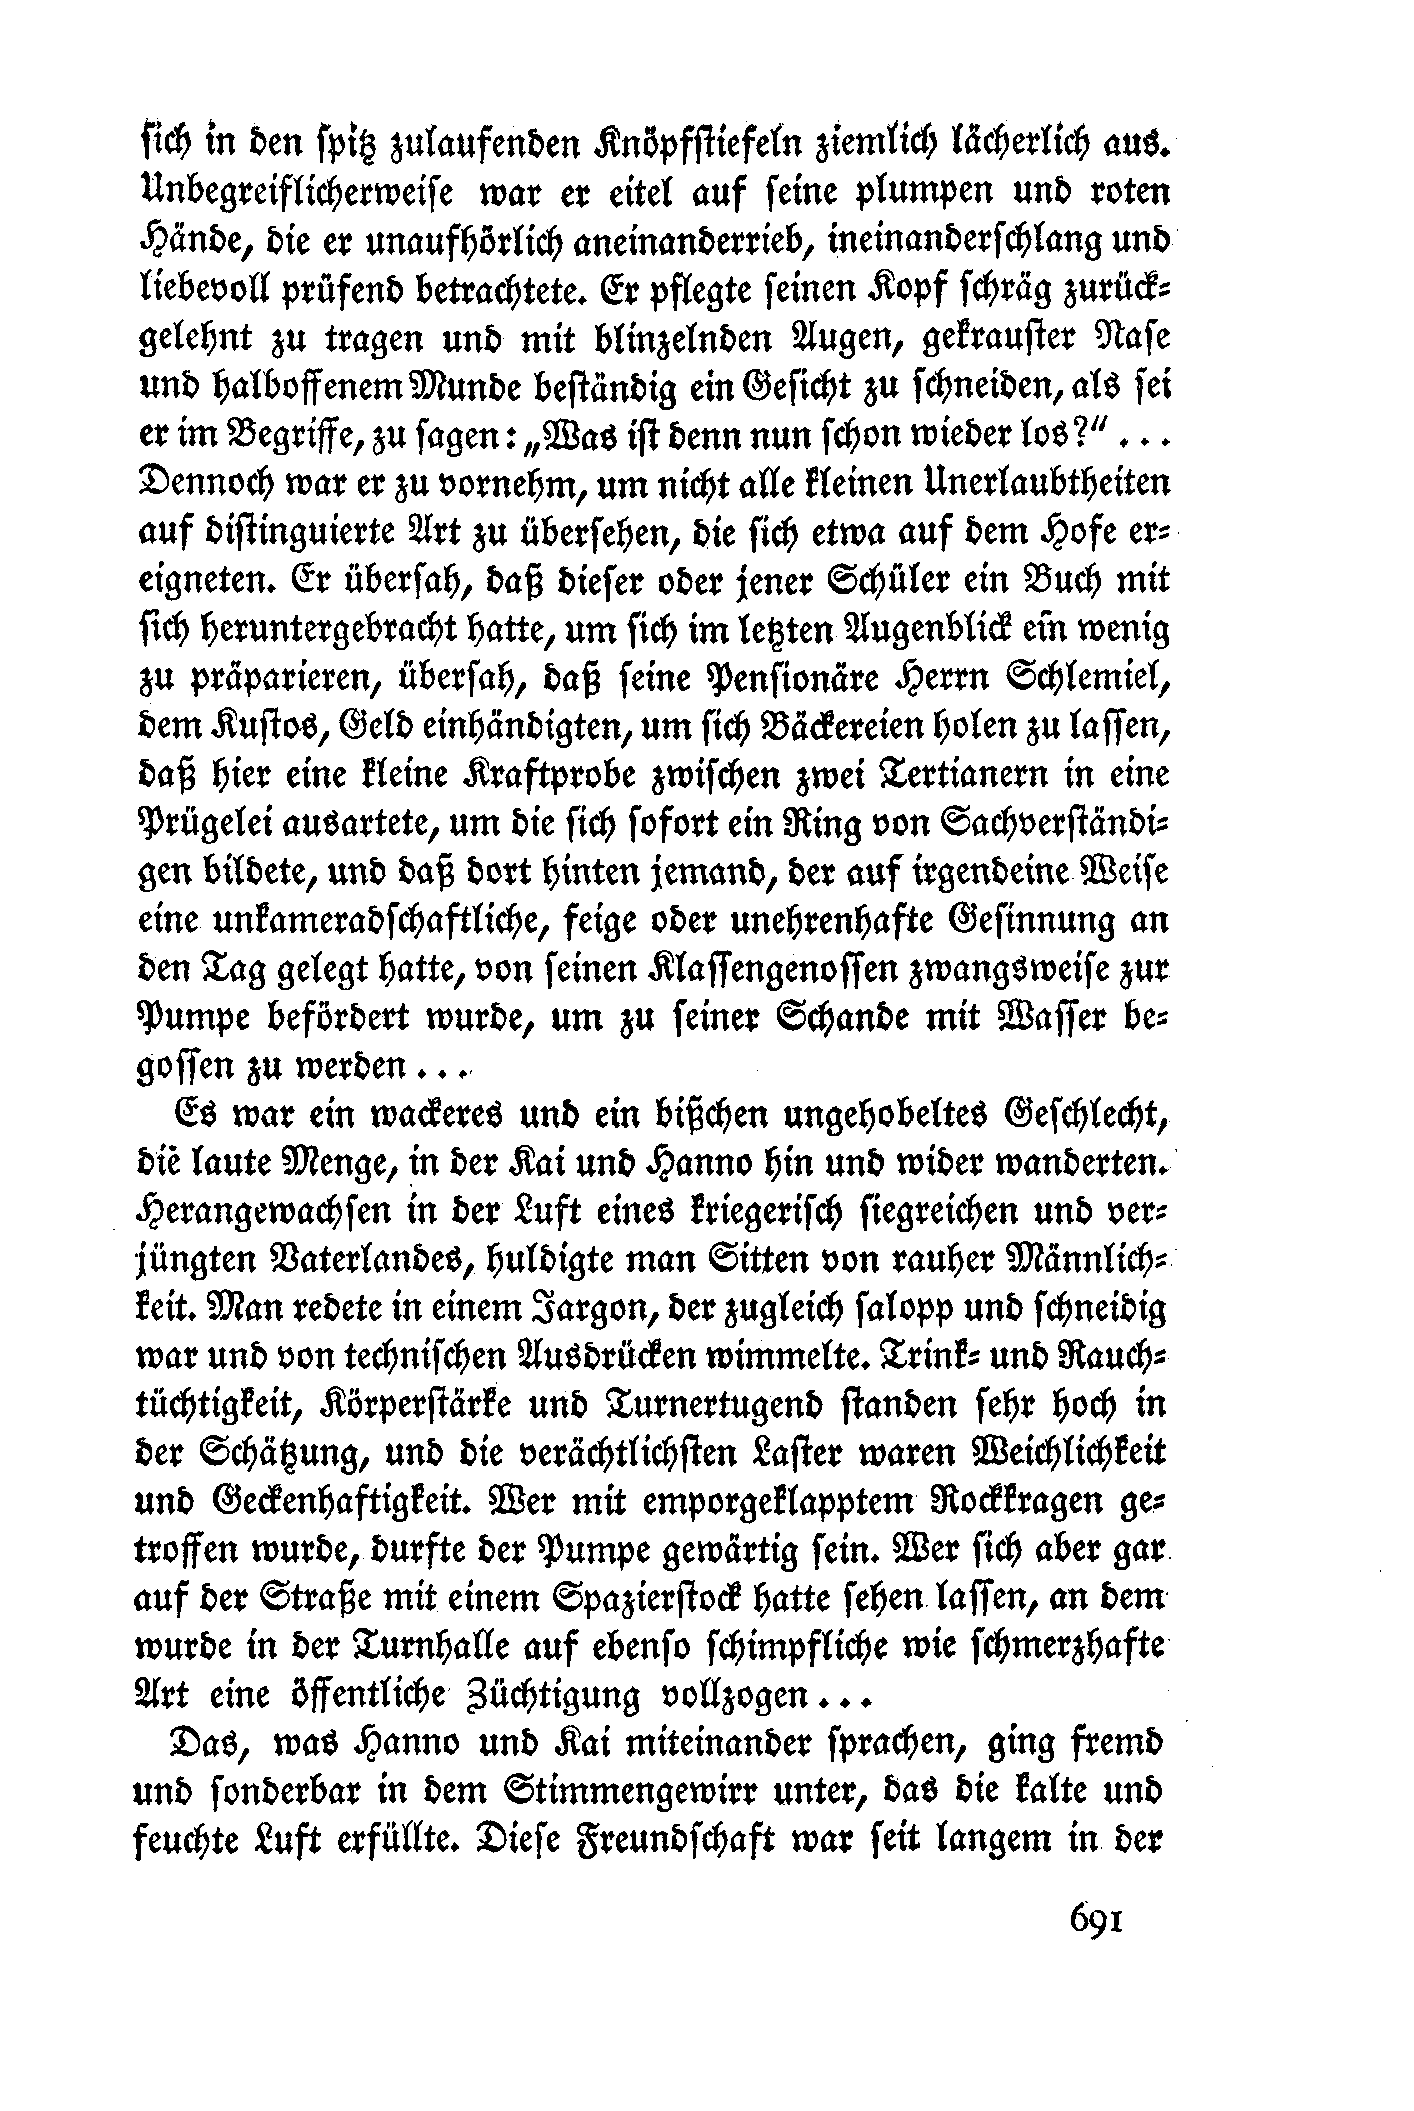 sich in den spitz zulaufenden Knöpfstiefeln ziemlich lächerlich aus.
Unbegreiflicherweise war er eitel auf seine plumpen und roten
Hände, die er unaufhörlich aneinanderrieb, ineinanderschlang und
liebevoll prüfend betrachtete. Er pflegte seinen Kopf schräg zurück-
gelehnt zu tragen und mit blinzelnden Augen, gekrauster Nase
und halboffenem Munde beständig ein Gesicht zu schneiden, als sei
er im Begriffe, zu sagen: „Was ist denn nun schon wieder los?“ ...
Dennoch war er zu vornehm, um nicht alle kleinen Unerlaubtheiten
auf distinguierte Art zu übersehen, die sich etwa auf dem Hofe er-
eigneten. Er übersah, daß dieser oder jener Schüler ein Buch mit
sich heruntergebracht hatte, um sich im letzten Augenblick ein wenig
zu präparieren, übersah, daß seine Pensionäre Herrn Schlemiel,
dem Kustos, Geld einhändigten, um sich Bäckereien holen zu lassen,
daß hier eine kleine Kraftprobe zwischen zwei Tertianern in eine
Prügelei ausartete, um die sich sofort ein Ring von Sachverständi-
gen bildete, und daß dort hinten jemand, der auf irgendeine Weise
eine unkameradschaftliche, feige oder unehrenhafte Gesinnung an
den Tag gelegt hatte, von seinen Klassengenossen zwangsweise zur
Pumpe befördert wurde, um zu seiner Schande mit Wasser be-
gossen zu werden ...
Es war ein wackeres und ein bißchen ungehobeltes Geschlecht,
die laute Menge, in der Kai und Hanno hin und wider wanderten.
Herangewachsen in der Luft eines kriegerisch siegreichen und ver-
jüngten Vaterlandes, huldigte man Sitten von rauher Männlich-
keit. Man redete in einem Jargon, der zugleich salopp und schneidig
war und von technischen Ausdrücken wimmelte. Trink- und Rauch-
tüchtigkeit, Körperstärke und Turnertugend standen sehr hoch in
der Schätzung, und die verächtlichsten Laster waren Weichlichkeit
und Geckenhaftigkeit. Wer mit emporgeklapptem Rockkragen ge-
troffen wurde, durfte der Pumpe gewärtig sein. Wer sich aber gar
auf der Straße mit einem Spazierstock hatte sehen lassen, an dem
wurde in der Turnhalle auf ebenso schimpfliche wie schmerzhafte
Art eine öffentliche Züchtigung vollzogen ...
Das, was Hanno und Kai miteinander sprachen, ging fremd
und sonderbar in dem Stimmengewirr unter, das die kalte und
feuchte Luft erfüllte. Diese Freundschaft war seit langem in der
691